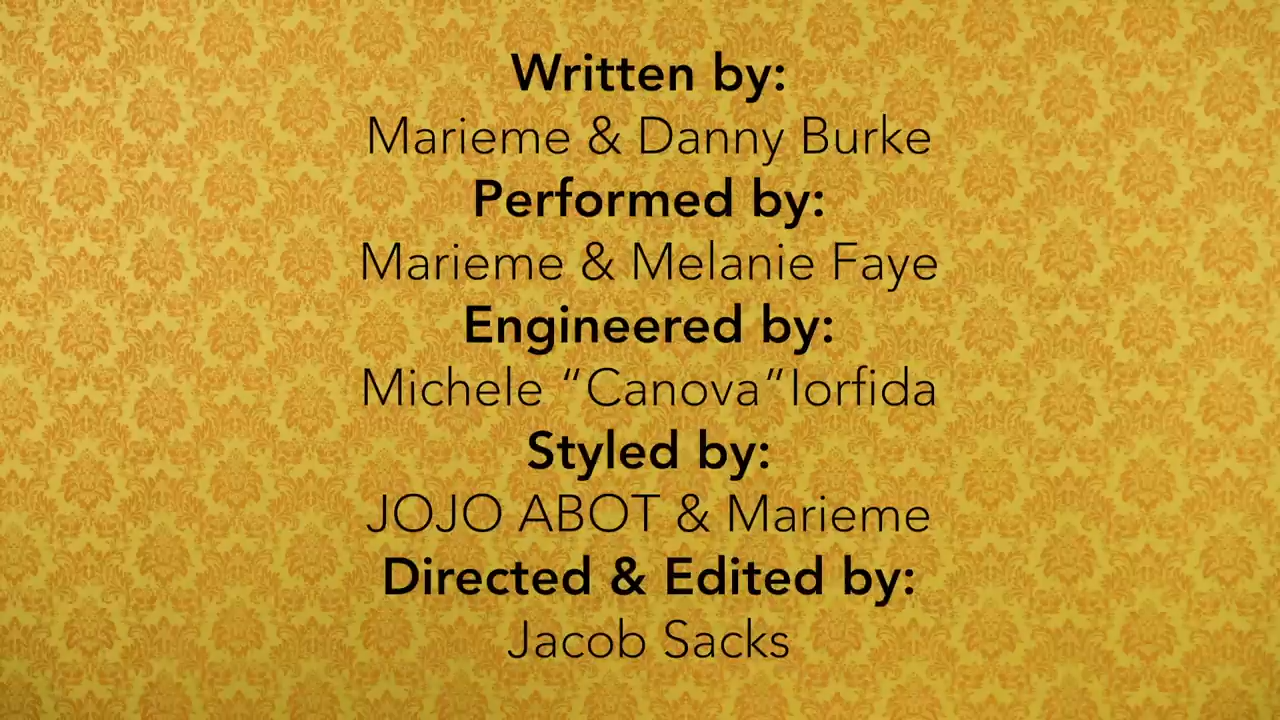 Written by:
Marieme & Danny Burke
Performed by:
Marieme & Melanie Faye
Engineered by:
Michele “Canova”Iorfida
Styled by:
JOJO ABOT & Marieme
Directed & Edited by:
Jacob Sacks